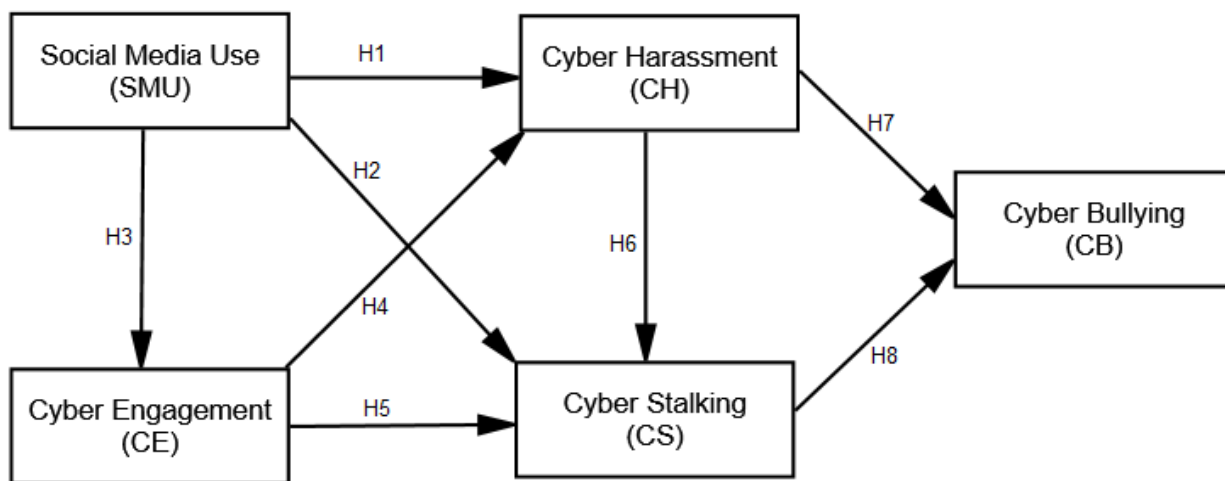 Social Media Use
(SMU)
H1
Cyber Harassment
(CH)
H7
H2
Cyber Bullying
(CB)
H3
H6
H4
H8
Cyber Engagement
(CE)
H5
Cyber Stalking
(CS)